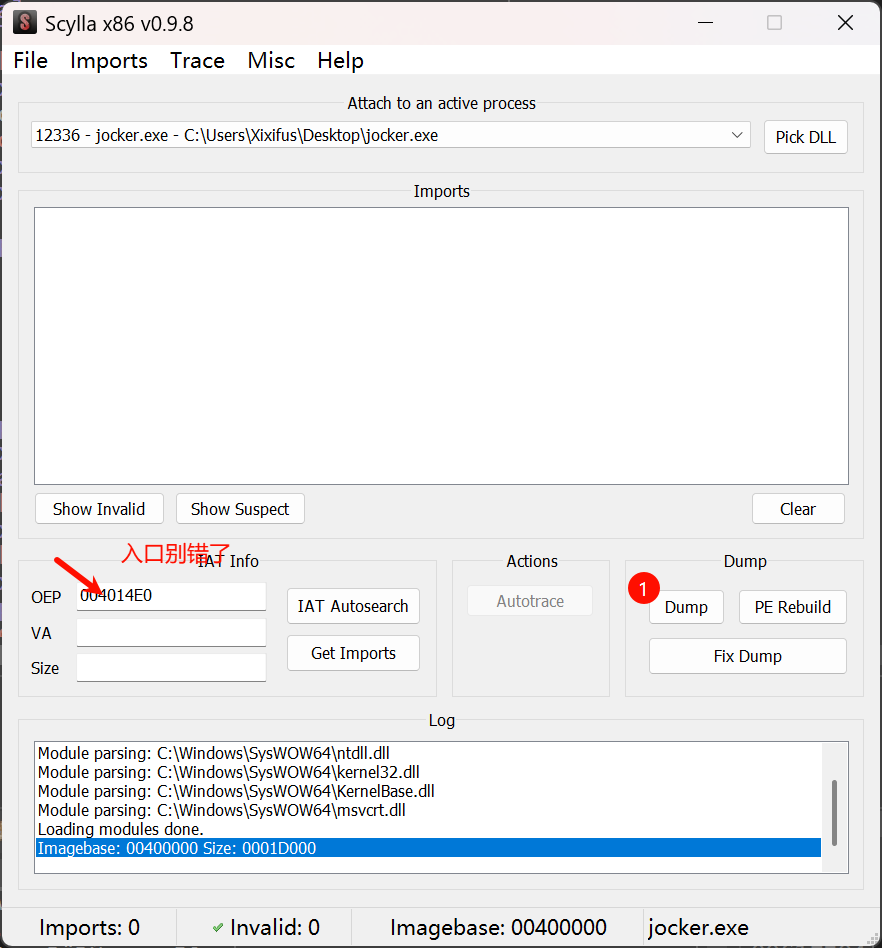 Scylla x86 v0.9.8
File Imports Trace Misc Help
Attach to an active process
12336 - jocker.exe - C:\Users\Xixifus\Desktop\jocker.exe
Pick DLL
Imports
Show Invalid
Show Suspect
Clear
入口别错了
IAT Info
OEP 004014E0
VA
Size
IAT Autosearch
Get Imports
Actions
Autotrace
Dump
1
Dump
PE Rebuild
Fix Dump
Log
Module parsing: C:\Windows\SysWOW64\ntdll.dll
Module parsing: C:\Windows\SysWOW64\kernel32.dll
Module parsing: C:\Windows\SysWOW64\KernelBase.dll
Module parsing: C:\Windows\SysWOW64\msvcrt.dll
Loading modules done.
Imagebase: 00400000 Size: 0001D000
Imports: 0
Invalid: 0
Imagebase: 00400000
jocker.exe